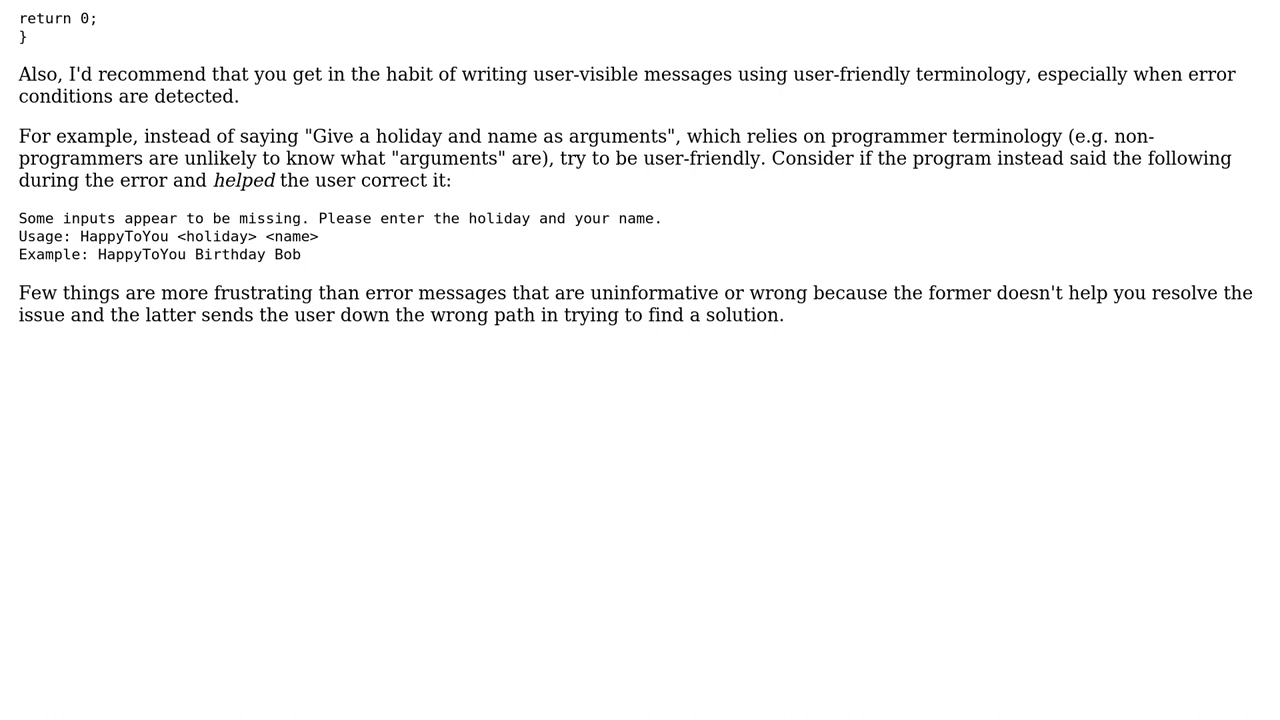 return 0;
}
Also, I'd recommend that you get in the habit of writing user-visible messages using user-friendly terminology, especially when error
conditions are detected.
For example, instead of saying "Give a holiday and name as arguments", which relies on programmer terminology (e.g. non-
programmers are unlikely to know what "arguments" are), try to be user-friendly. Consider if the program instead said the following
during the error and helped the user correct it:
Some inputs appear to be missing. Please enter the holiday and your name.
Usage: HappyToYou <holiday> <name>
Example: HappyToYou Birthday Bob
Few things are more frustrating than error messages that are uninformative or wrong because the former doesn't help you resolve the
issue and the latter sends the user down the wrong path in trying to find a solution.